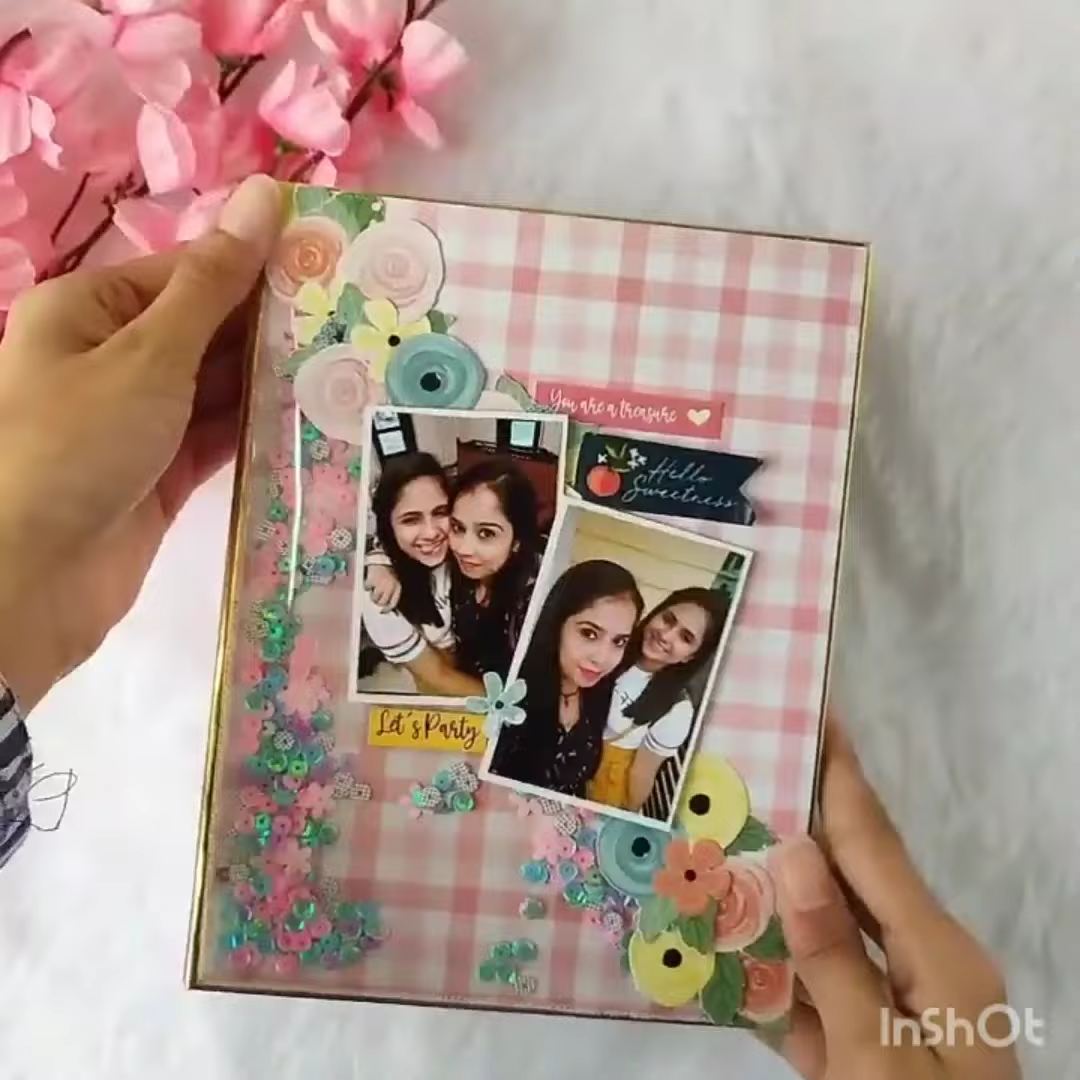 You are a treasure
Hello
Sweetness
Let's Party
InShOt